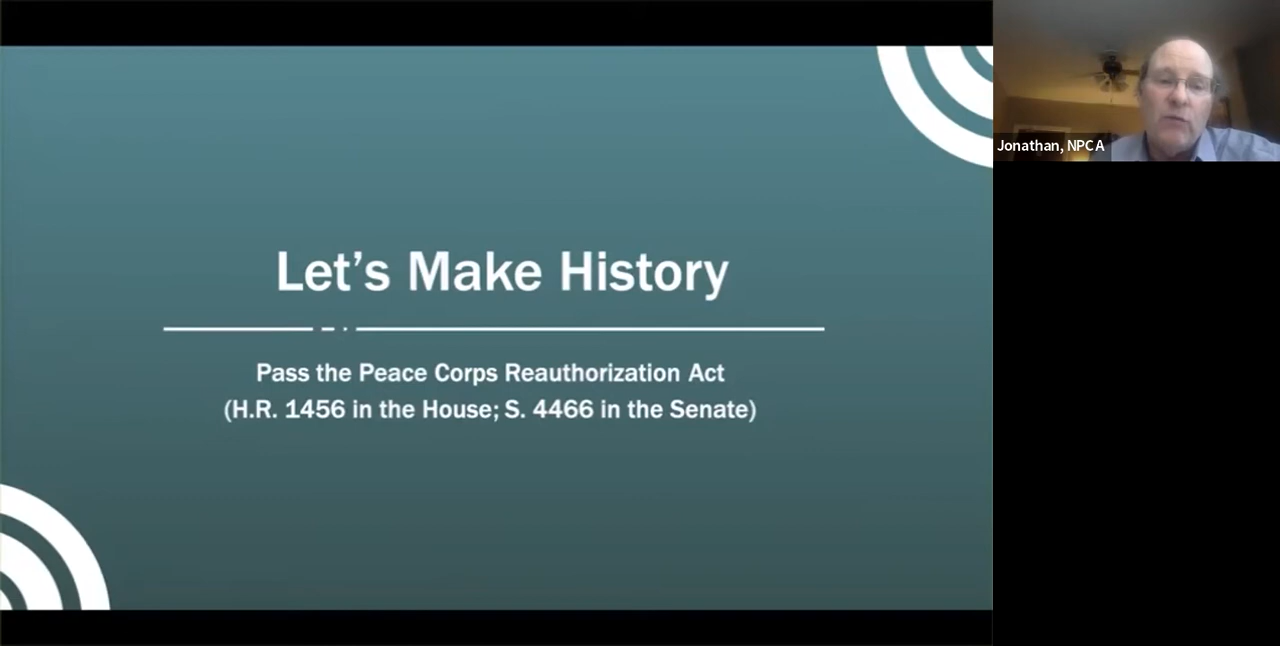 Let's Make History
Pass the Peace Corps Reauthorization Act
(H.R. 1456 in the House; S. 4466 in the Senate)
Jonathan, NPCA